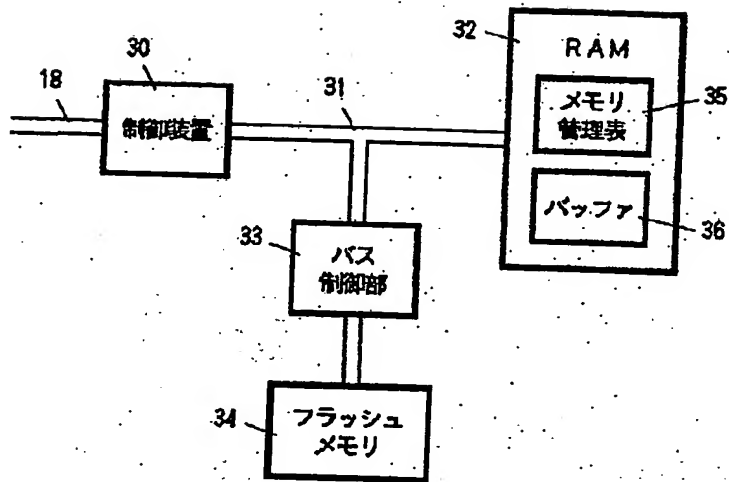 30
32
RAM
18
31
制御装置
メモリ
管理表
35
バッファ
36
33
バス
制御部
34
フラッシュ
メモリ